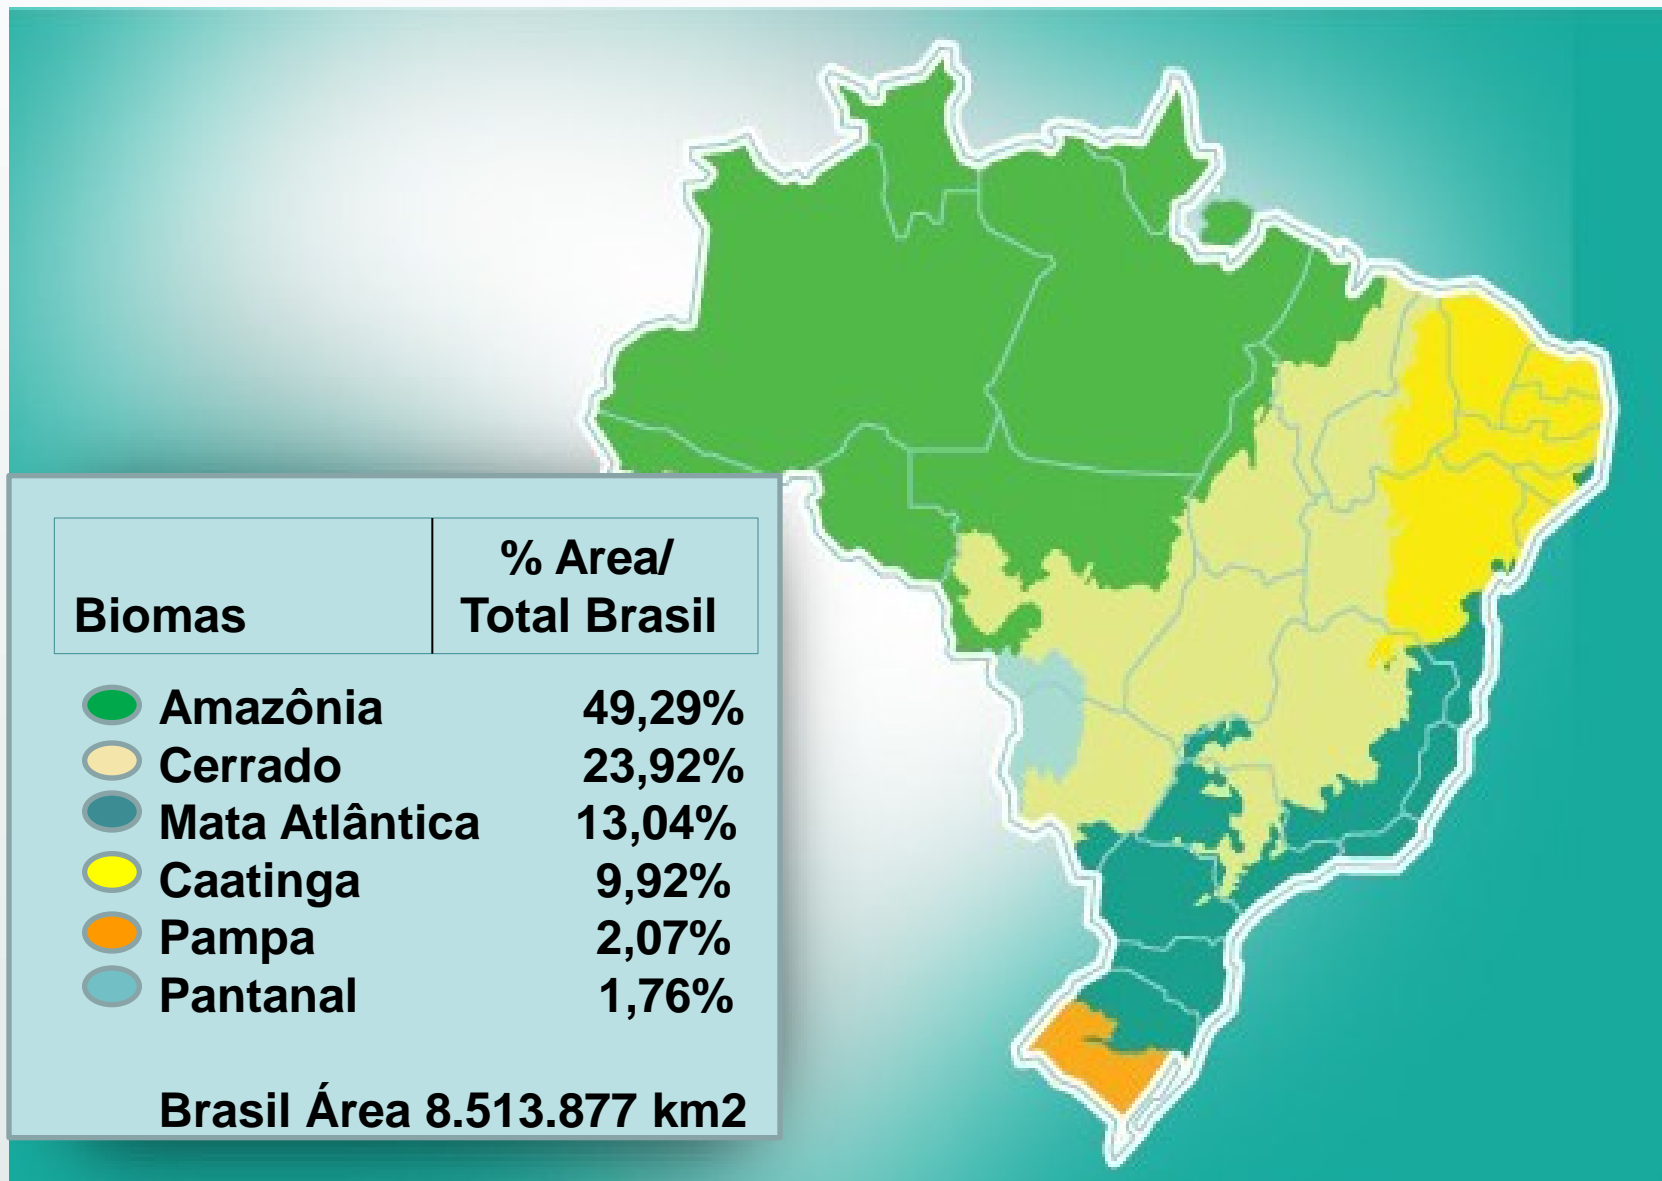 % Area/
Biomas Total Brasil
Amazônia 49,29%
Cerrado 23,92%
Mata Atlântica 13,04%
Caatinga 9,92%
Pampa 2,07%
Pantanal 1,76%
Brasil Área 8.513.877 km2